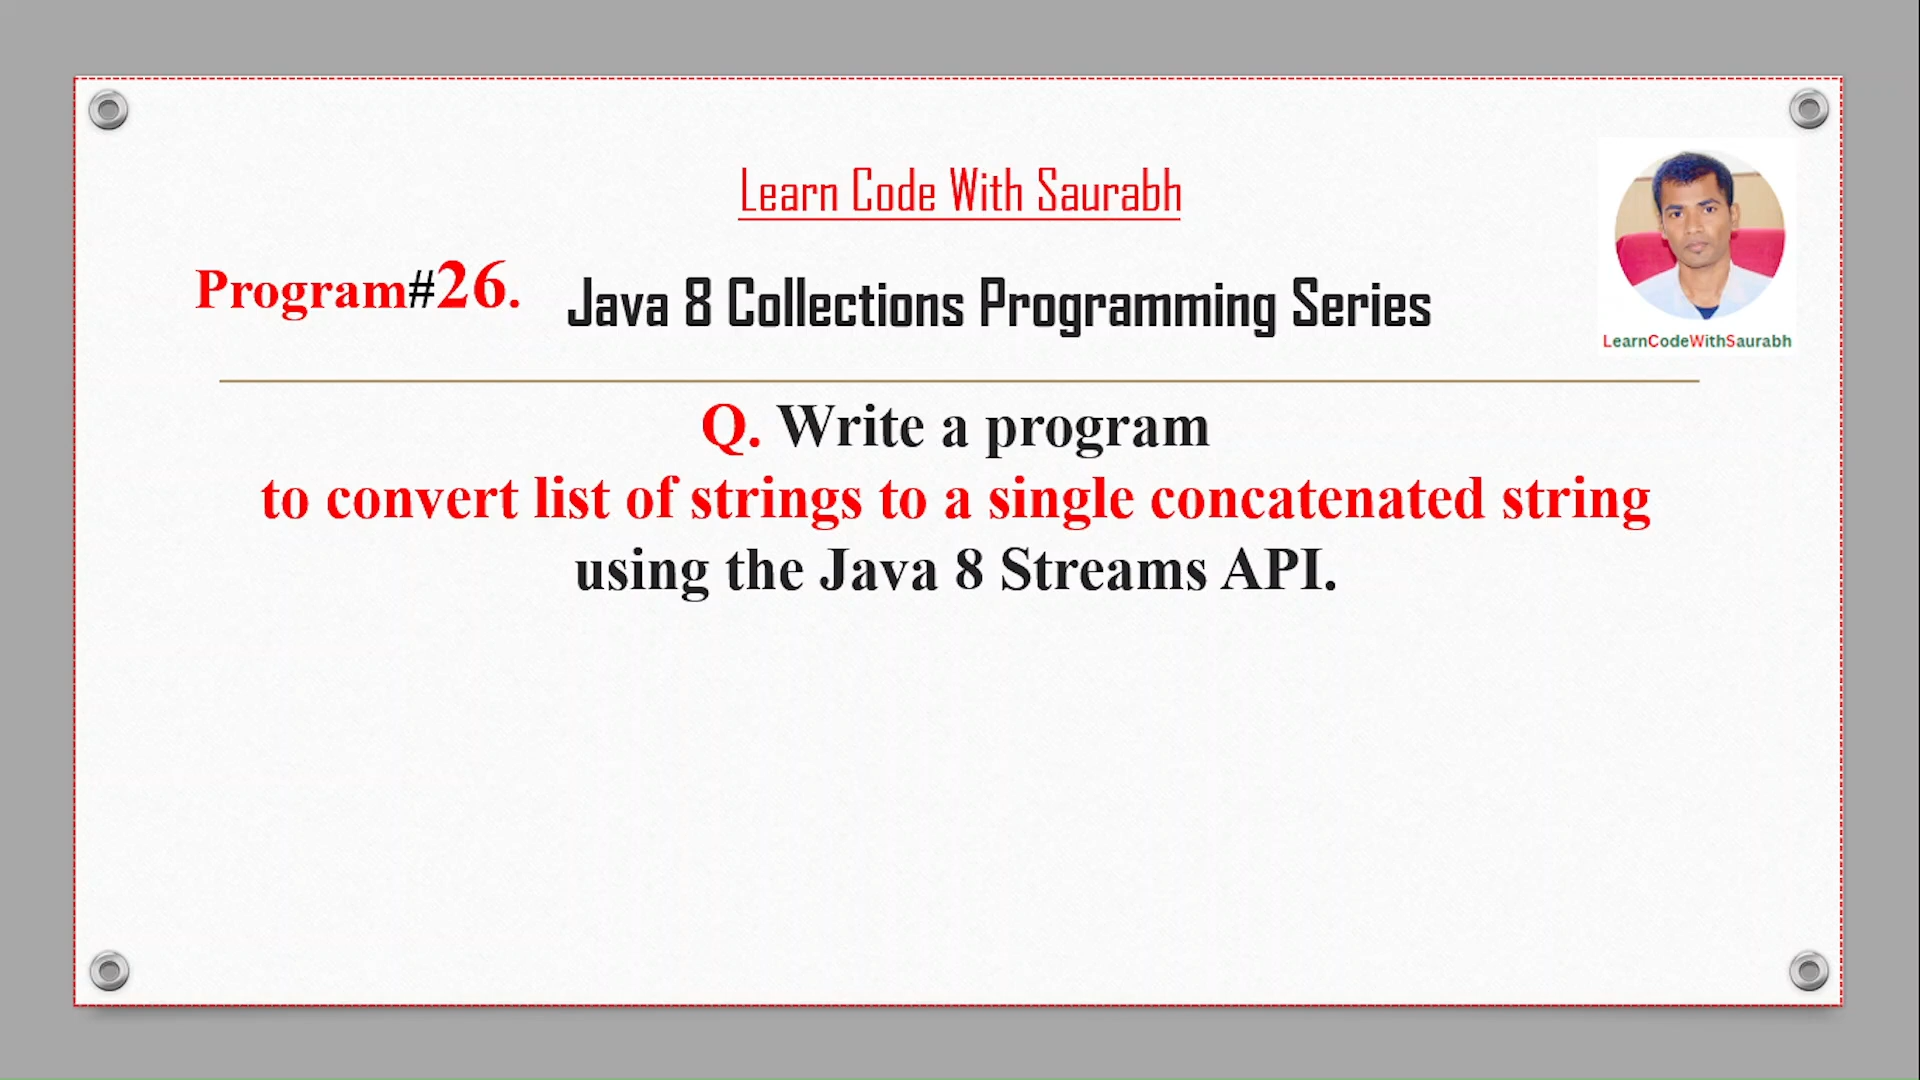 Learn Code With Saurabh
Program#26.
Java 8 Collections Programming Series
LearnCodeWithSaurabh
Q. Write a program
to convert list of strings to a single concatenated string
using the Java 8 Streams API.